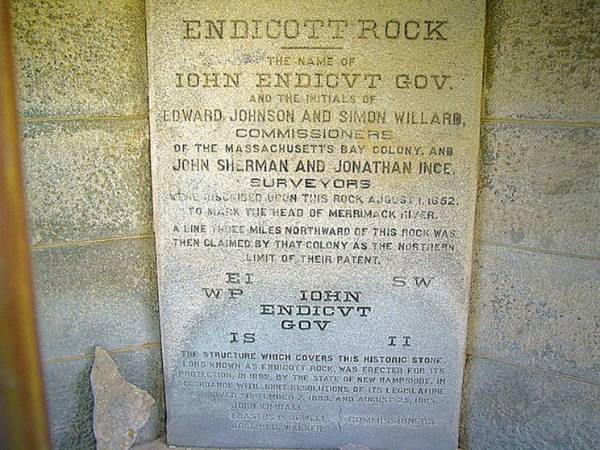 ENDICOTT ROCK
THE NAME OF
IOHN ENDICVT GOV.
AND THE INITIALS OF
EDWARD JOHNSON AND SIMON WILLARD,
COMMISSIONERS
OF THE MASSACHUSETTS BAY COLONY, AND
JOHN SHERMAN AND JONATHAN INCE,
SURVEYORS
WERE INSCRIBED UPON THIS ROCK AUGUST 1, 1652,
TO MARK THE HEAD OF MERRIMACK RIVER.
A LINE THREE MILES NORTHWARD OF THIS ROCK WAS
THEN CLAIMED BY THAT COLONY AS THE NORTHERN
LIMIT OF THEIR PATENT.
EI SW
WP IOHN
ENDICVT
GOV
IS II
THE STRUCTURE WHICH COVERS THIS HISTORIC STONE,
LONG KNOWN AS ENDICOTT ROCK, WAS ERECTED FOR ITS
PROTECTION, IN 1892, BY THE STATE OF NEW HAMPSHIRE, IN
ACCORDANCE WITH JOINT RESOLUTIONS OF ITS LEGISLATURE
APPROVED SEPTEMBER 7, 1883, AND AUGUST 25, 1885.
JOHN KIMBALL
ERASTUS P. JEWELL COMMISSIONERS
JOSEPH B. WALKER